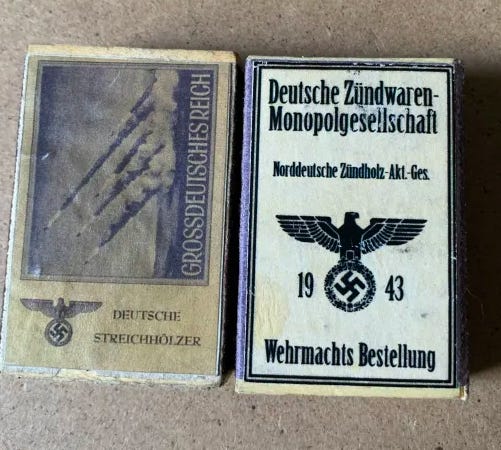 GROSSDEUTSCHES REICH
DEUTSCHE
STREICHHÖLZER
Deutsche Zündwaren-
Monopolgesellschaft
Norddeutsche Zündholz-Akt.-Ges.
19 43
Wehrmachts Bestellung